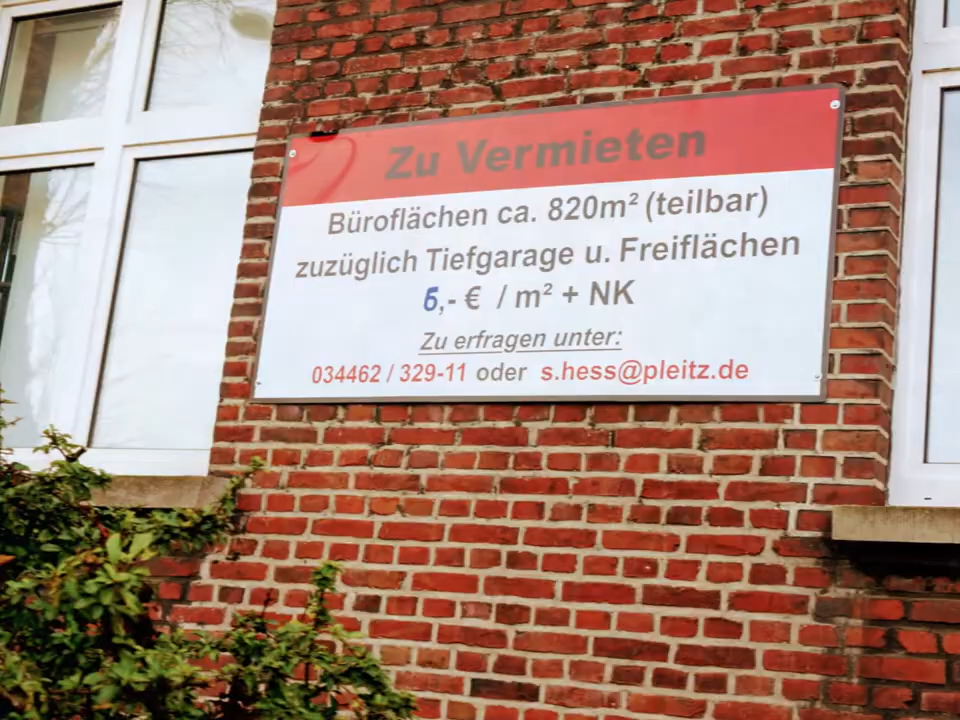 Zu Vermieten
Büroflächen ca. 820m² (teilbar)
zuzüglich Tiefgarage u. Freiflächen
6,- € / m² + NK
Zu erfragen unter:
034462 / 329-11 oder s.hess@pleitz.de